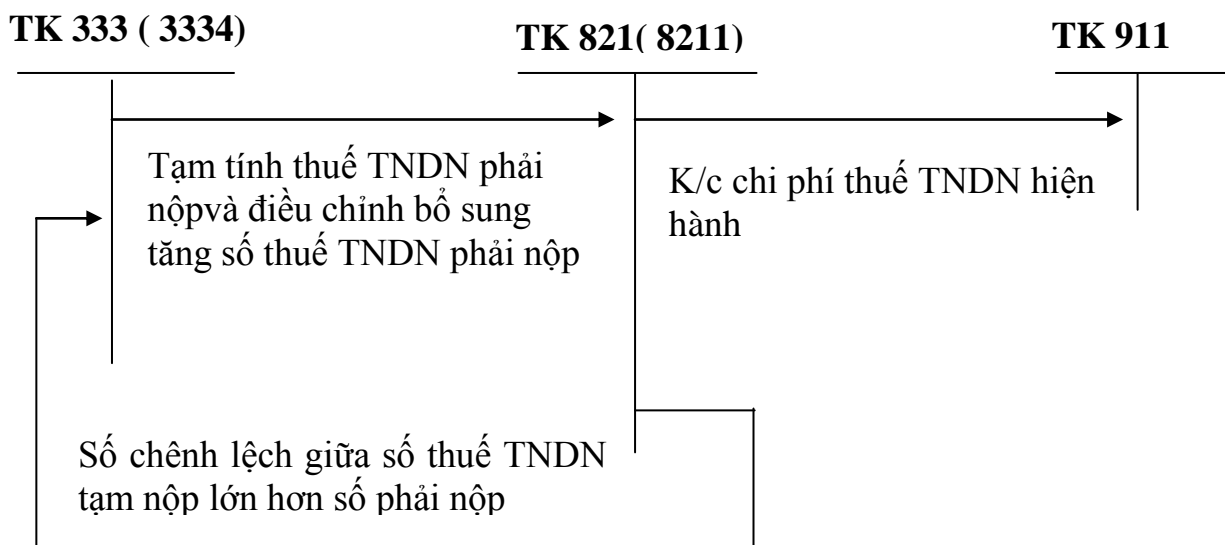 TK 333 ( 3334)
TK 821( 8211)
TK 911
Tạm tính thuế TNDN phải
nộpvà điều chỉnh bổ sung
tăng số thuế TNDN phải nộp
K/c chi phí thuế TNDN hiện
hành
Số chênh lệch giữa số thuế TNDN
tạm nộp lớn hơn số phải nộp